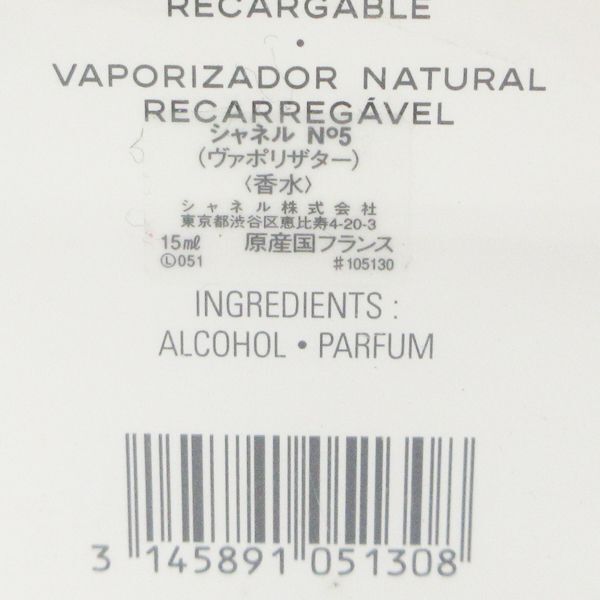 RECARGABLE
•
VAPORIZADOR NATURAL
RECARREGÁVEL
シャネル Nº5
(ヴァポリザター)
〈香水〉
シャネル株式会社
東京都渋谷区恵比寿4-20-3
15ml 原産国フランス
Ⓛ051 #105130
INGREDIENTS :
ALCOHOL • PARFUM
3 145891 051308